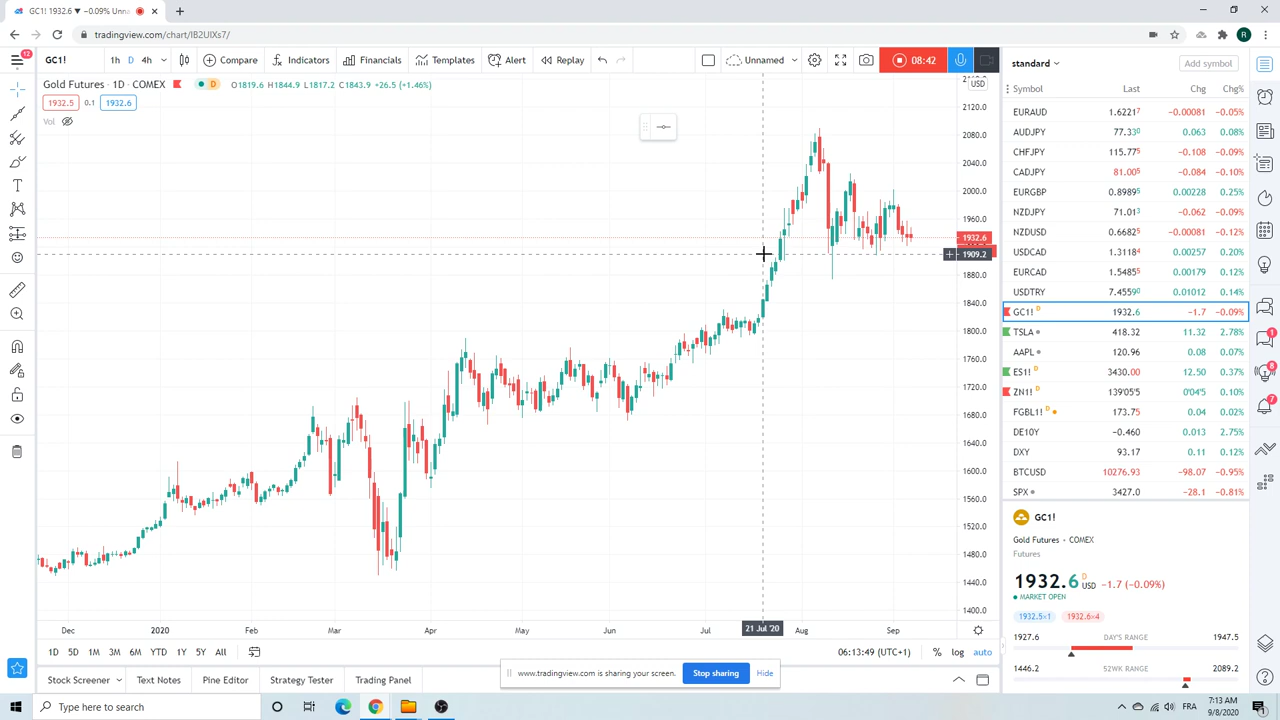 GC1! 1932.6 ▼ −0.09% Unna
tradingview.com/chart/IB2UIXs7/
R
12
GC1! 1h D 4h Compare Indicators Financials Templates Alert Replay Unnamed 08:42
Gold Futures · 1D · COMEX D O1819.6 H1844.9 L1817.2 C1843.9 +26.5 (+1.46%)
1932.5 0.1 1932.6
Vol
USD
2120.0
2080.0
2040.0
2000.0
1960.0
1932.6
1909.2
1880.0
1840.0
1800.0
1760.0
1720.0
1680.0
1640.0
1600.0
1560.0
1520.0
1480.0
1440.0
1400.0
Dec 2020 Feb Mar Apr May Jun Jul 21 Jul '20 Aug Sep
1D 5D 1M 3M 6M YTD 1Y 5Y All 06:13:49 (UTC+1) % log auto
Stock Screener Text Notes Pine Editor Strategy Tester Trading Panel
www.tradingview.com is sharing your screen. Stop sharing Hide
standard Add symbol
Symbol Last Chg Chg%
EURAUD 1.62217 −0.00081 −0.05%
AUDJPY 77.330 0.063 0.08%
CHFJPY 115.775 −0.108 −0.09%
CADJPY 81.005 −0.084 −0.10%
EURGBP 0.89895 0.00228 0.25%
NZDJPY 71.013 −0.062 −0.09%
NZDUSD 0.66825 −0.00081 −0.12%
USDCAD 1.31184 0.00257 0.20%
EURCAD 1.54855 0.00179 0.12%
USDTRY 7.45590 0.01012 0.14%
GC1! D 1932.6 −1.7 −0.09%
TSLA 418.32 11.32 2.78%
AAPL 120.96 0.08 0.07%
ES1! D 3430.00 12.50 0.37%
ZN1! D 139'05'5 0'04'5 0.10%
FGBL1! D 173.75 0.04 0.02%
DE10Y −0.460 0.013 2.75%
DXY 93.17 0.11 0.12%
BTCUSD 10276.93 −98.07 −0.95%
SPX 3427.0 −28.1 −0.81%
GC1!
Gold Futures · COMEX
Futures
1932.6 D USD −1.7 (−0.09%)
MARKET OPEN
1932.5×1 1932.6×4
1927.6 DAY'S RANGE 1947.5
1446.2 52WK RANGE 2089.2
1
6
7
Type here to search
FRA 7:13 AM
9/8/2020